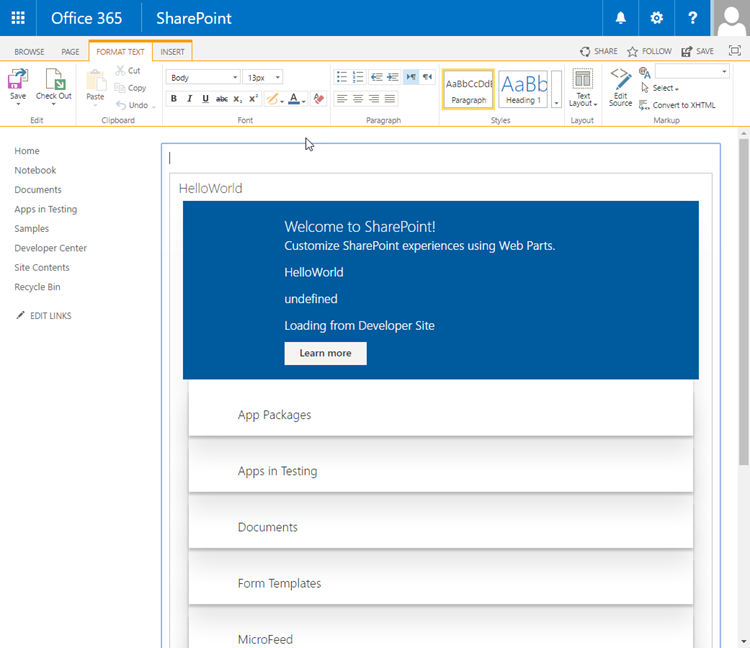 Office 365 SharePoint ?
BROWSE PAGE FORMAT TEXT INSERT SHARE FOLLOW SAVE
Save Check Out Paste Cut Copy Undo
Body 13px
B I U abc X₂ X² A
AaBbCcDdE Paragraph AaBb Heading 1
Text Layout Edit Source Select Convert to XHTML
Edit Clipboard Font Paragraph Styles Layout Markup
Home
Notebook
Documents
Apps in Testing
Samples
Developer Center
Site Contents
Recycle Bin
EDIT LINKS
HelloWorld
Welcome to SharePoint!
Customize SharePoint experiences using Web Parts.
HelloWorld
undefined
Loading from Developer Site
Learn more
App Packages
Apps in Testing
Documents
Form Templates
MicroFeed